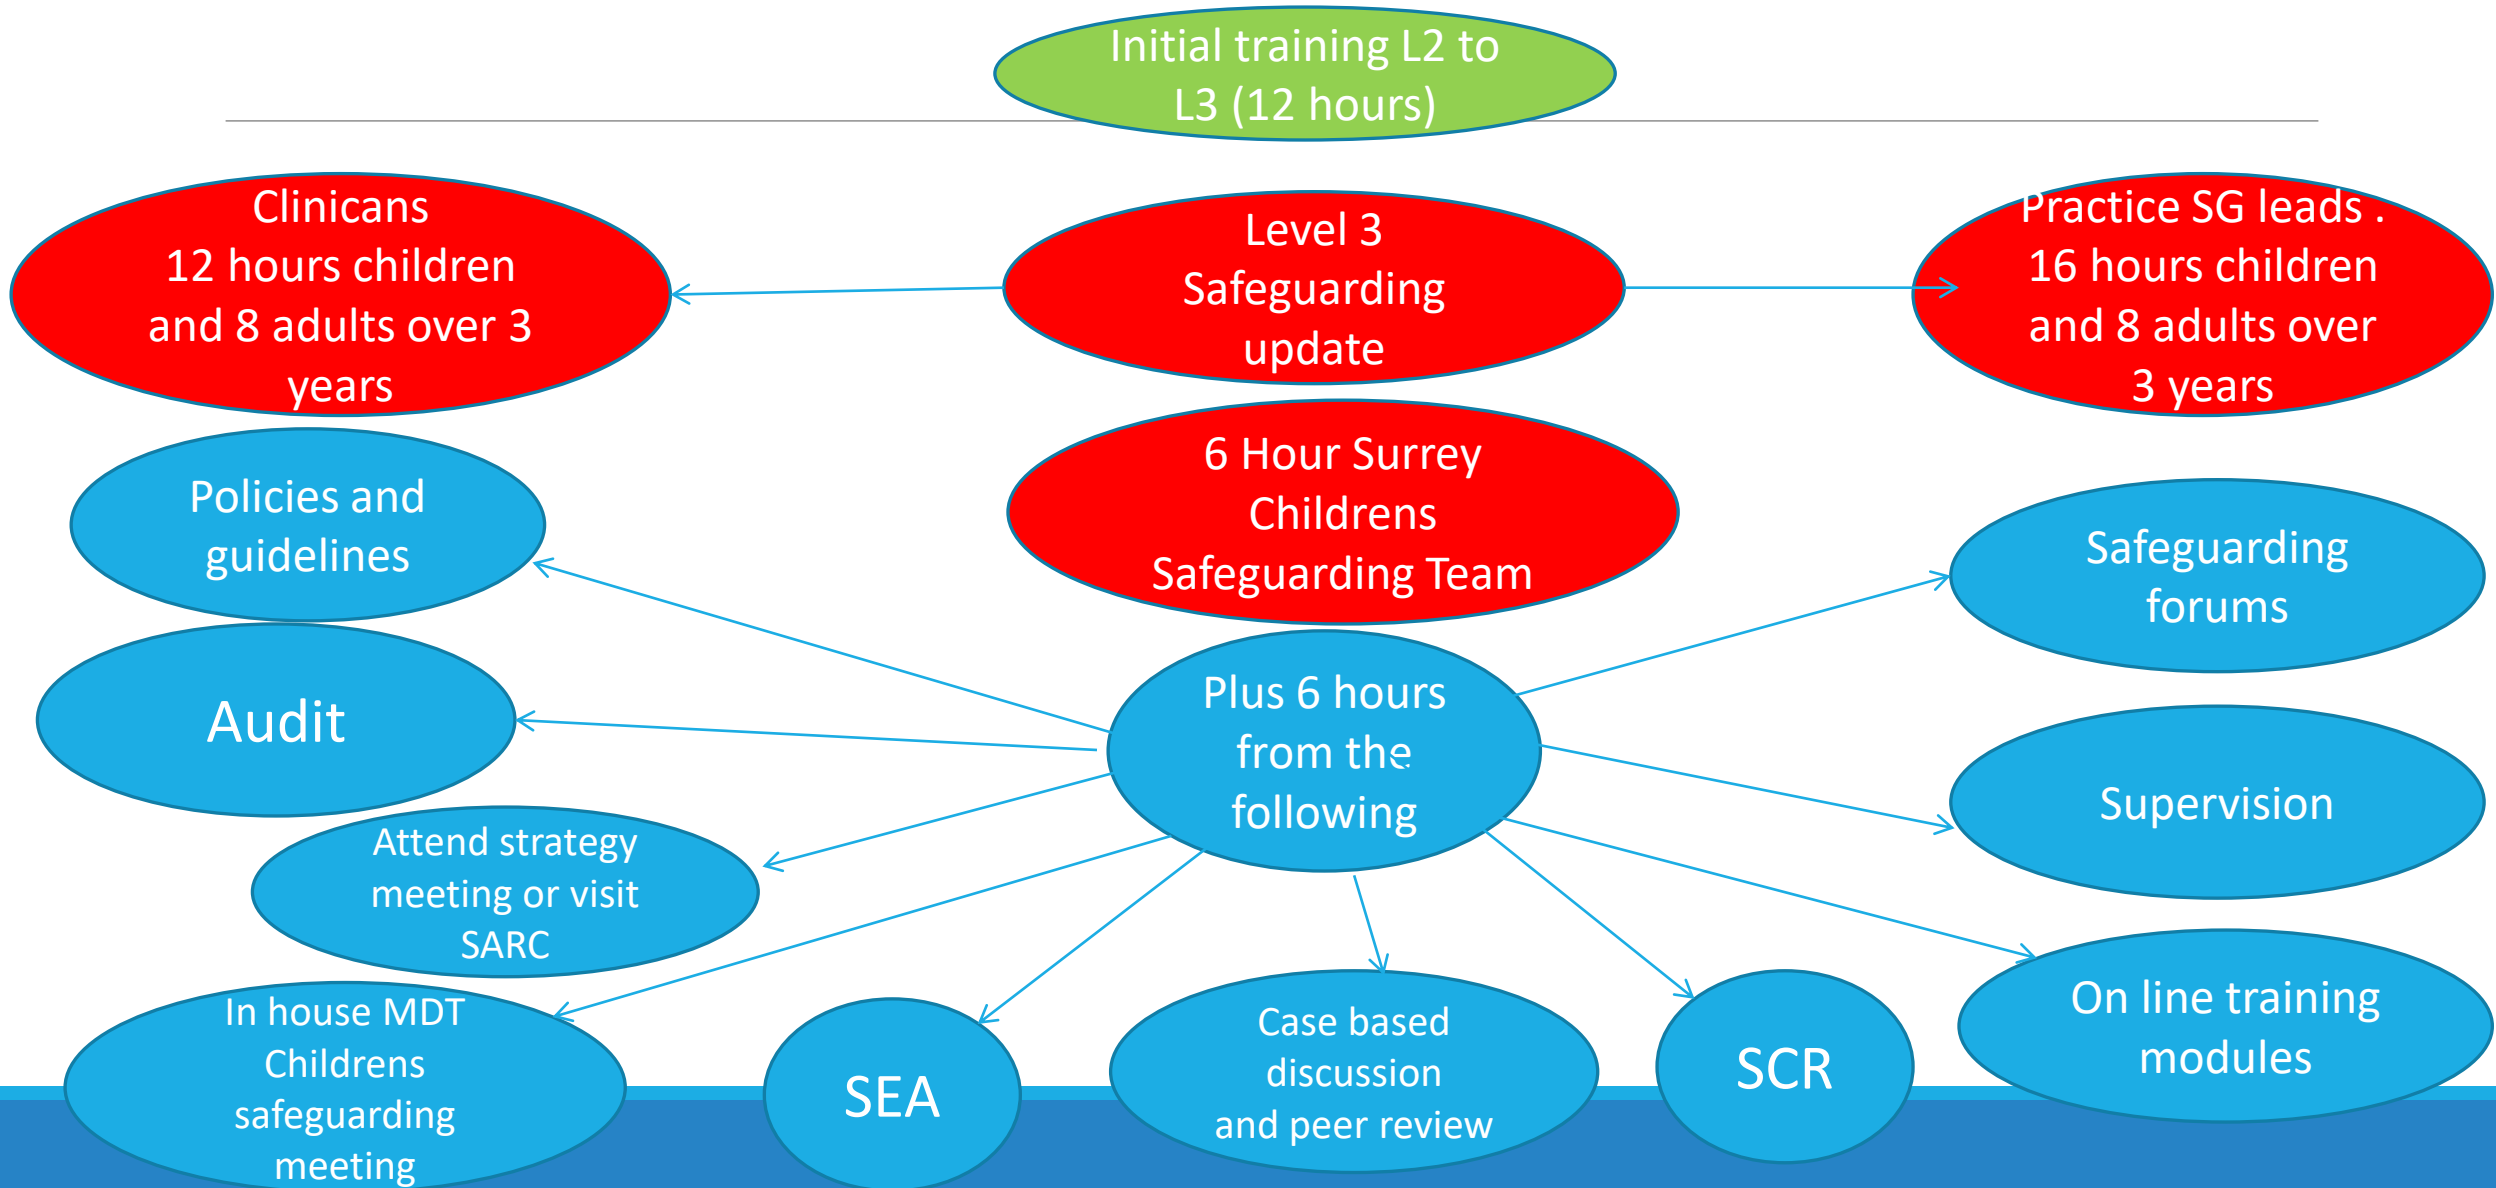 Initial training L2 to
L3 (12 hours)
Clinicans
12 hours children
and 8 adults over 3
years
Level 3
Safeguarding
update
Practice SG leads .
16 hours children
and 8 adults over
3 years
6 Hour Surrey
Childrens
Safeguarding Team
Policies and
guidelines
Safeguarding
forums
Audit
Plus 6 hours
from the
following
Supervision
Attend strategy
meeting or visit
SARC
In house MDT
Childrens
safeguarding
meeting
SEA
Case based
discussion
and peer review
SCR
On line training
modules